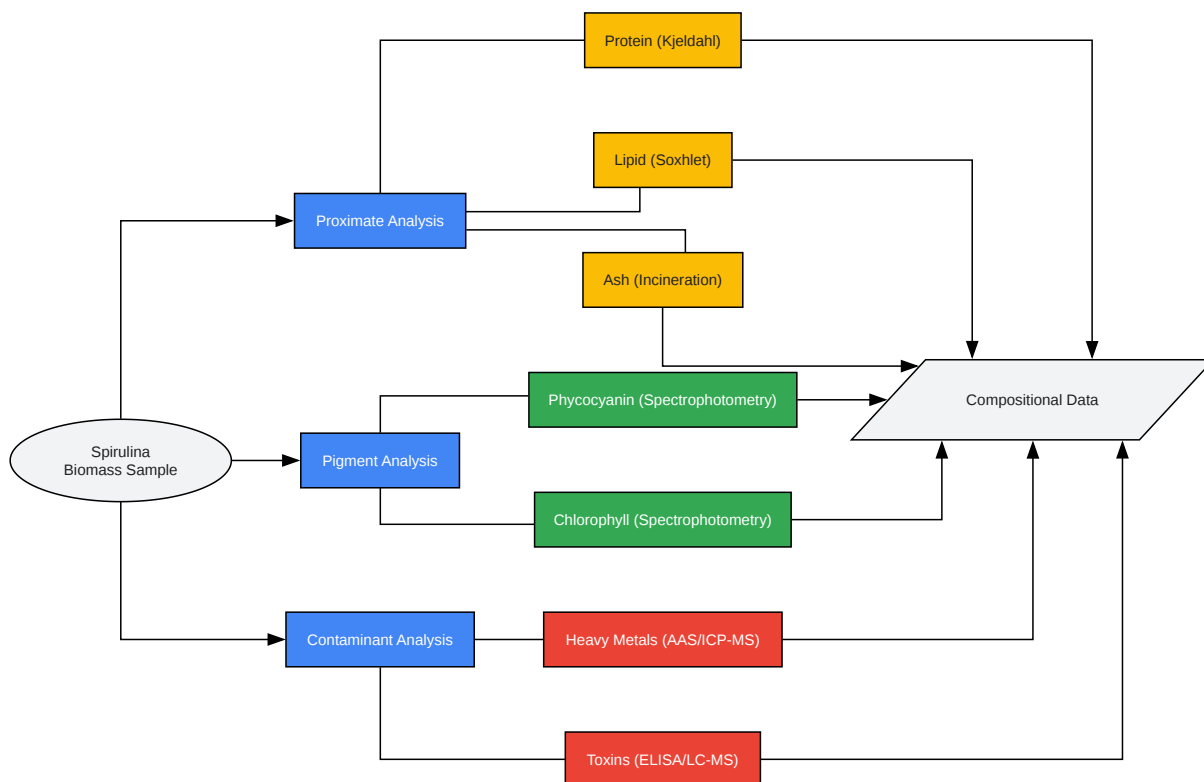 Protein (Kjeldahl)
Lipid (Soxhlet)
Proximate Analysis
Ash (Incineration)
Phycocyanin (Spectrophotometry)
Compositional Data
Spirulina
Biomass Sample
Pigment Analysis
Chlorophyll (Spectrophotometry)
Contaminant Analysis
Heavy Metals (AAS/ICP-MS)
Toxins (ELISA/LC-MS)